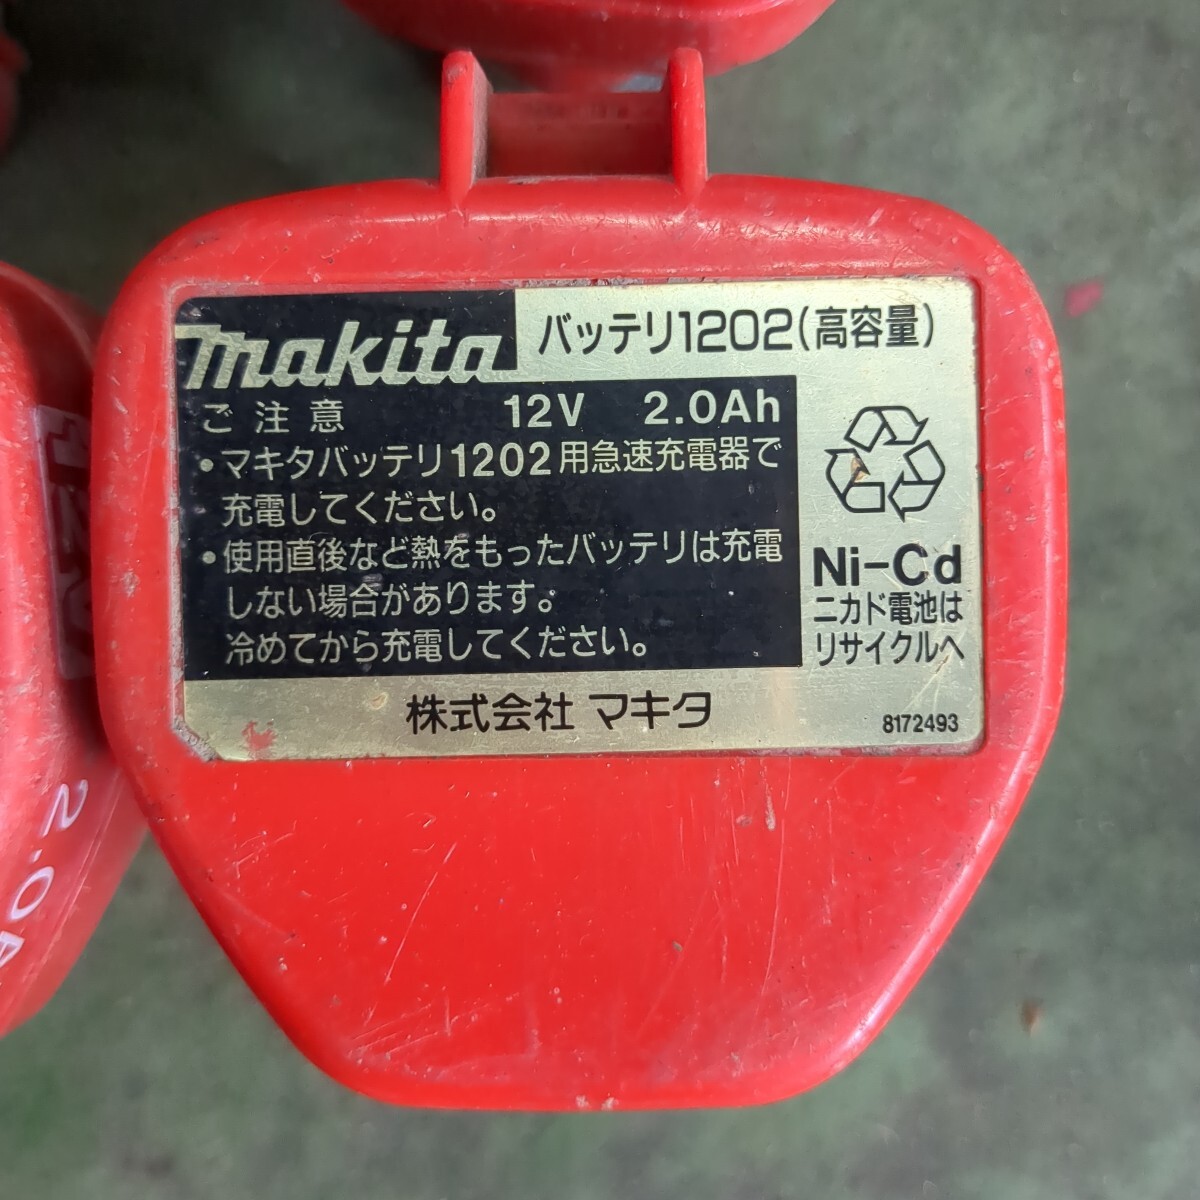 makita
バッテリ1202(高容量)
ご注意 12V 2.0Ah
・マキタバッテリ1202用急速充電器で
充電してください。
・使用直後など熱をもったバッテリは充電
しない場合があります。
冷めてから充電してください。
Ni-Cd
ニカド電池は
リサイクルへ
株式会社 マキタ
8172493
12V
2.0A